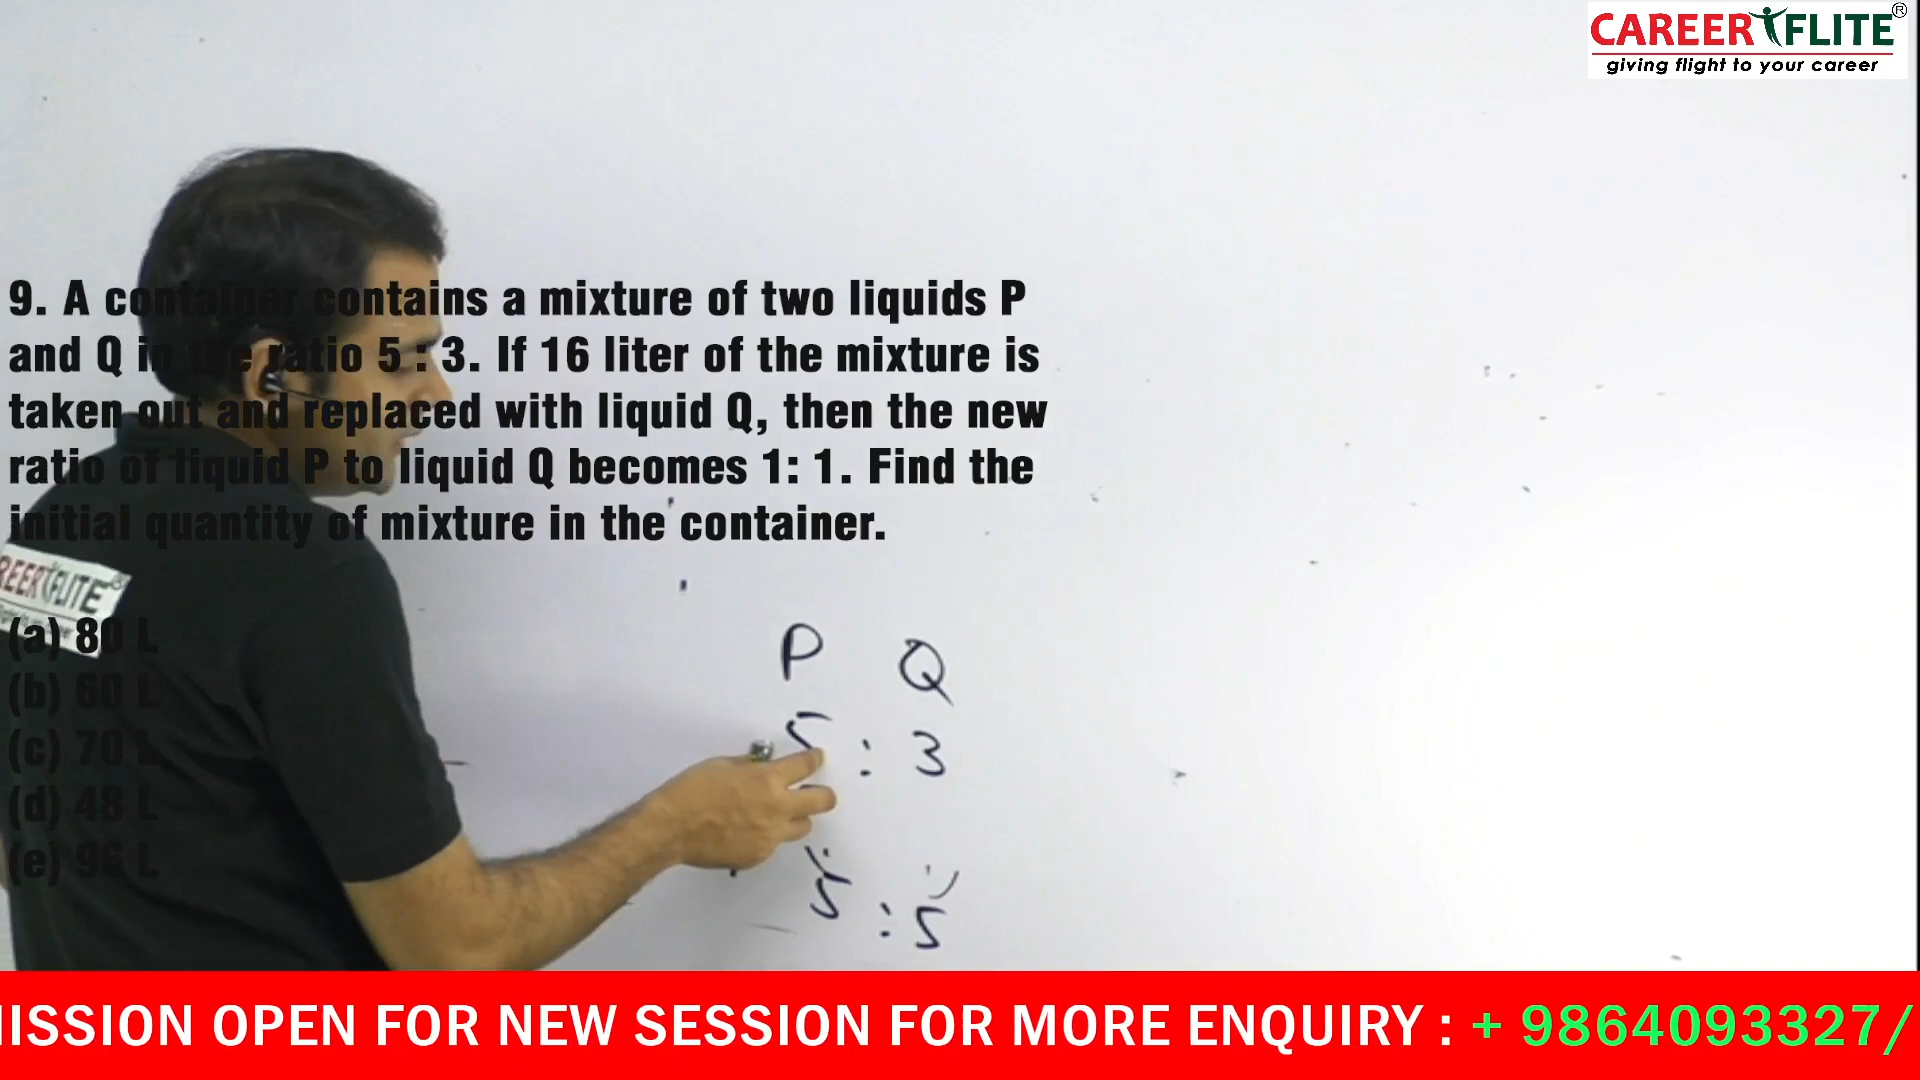 CAREER FLITE®
giving flight to your career
9. A container contains a mixture of two liquids P
and Q in the ratio 5 : 3. If 16 liter of the mixture is
taken out and replaced with liquid Q, then the new
ratio of liquid P to liquid Q becomes 1: 1. Find the
initial quantity of mixture in the container.
REER FLITE®
(a) 80 L
(b) 60 L
(c) 70 L
(d) 48 L
(e) 96 L
P Q
5 : 3
5 : 5
MISSION OPEN FOR NEW SESSION FOR MORE ENQUIRY : + 9864093327/